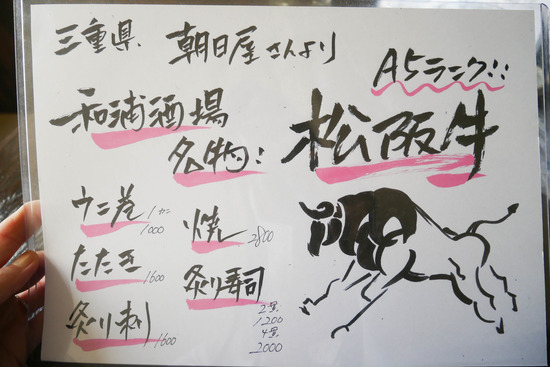 三重県 朝日屋さんより
A5ランク!!
松阪牛
和浦酒場
名物!
ウニ巻 1カン 1000
たたき 1600
炙り刺 1600
焼 2800
炙り寿司
2貫
1200
4貫
2000